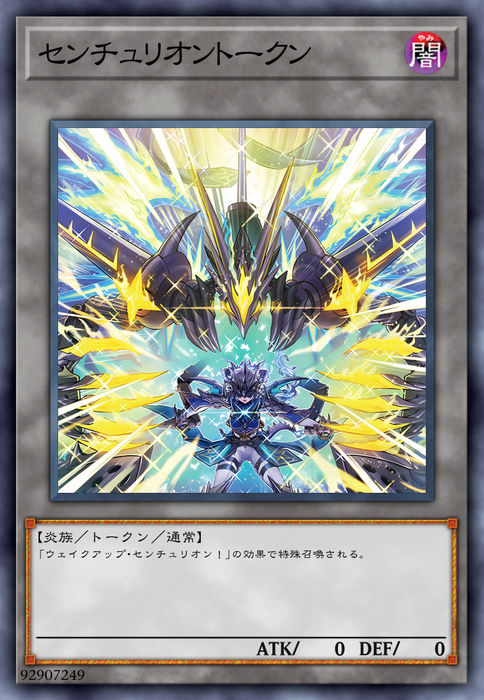 センチュリオントークン
やみ
闇
【炎族／トークン／通常】
「ウェイクアップ・センチュリオン！」の効果で特殊召喚される。
ATK/ 0 DEF/ 0
92907249